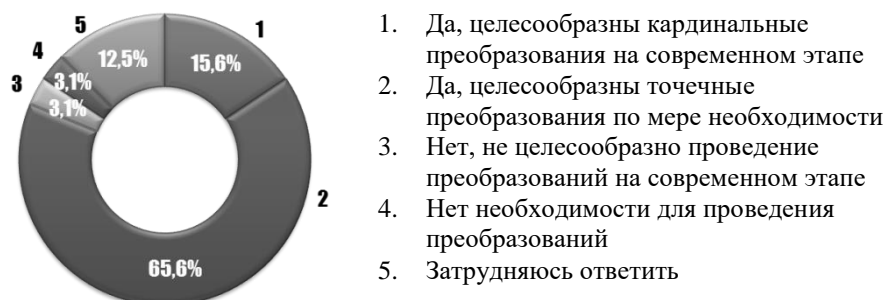 5
1
4
12,5%
15,6%
3
3,1%
3,1%
2
65,6%
1. Да, целесообразны кардинальные
преобразования на современном этапе
2. Да, целесообразны точечные
преобразования по мере необходимости
3. Нет, не целесообразно проведение
преобразований на современном этапе
4. Нет необходимости для проведения
преобразований
5. Затрудняюсь ответить